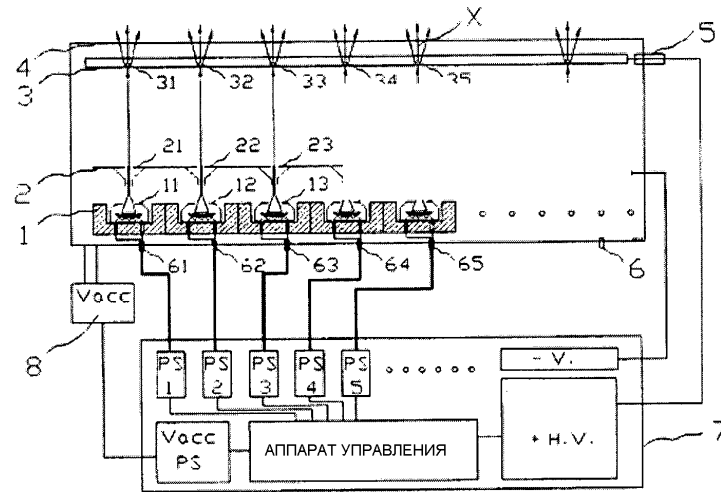 X
5
4
3
31 32 33 34 35
21 22 23
2
11 12 13
1
61 62 63 64 65
6
Vacc
8
PS 1
PS 2
PS 3
PS 4
PS 5
- V.
Vacc PS
АППАРАТ УПРАВЛЕНИЯ
+ H.V.
7